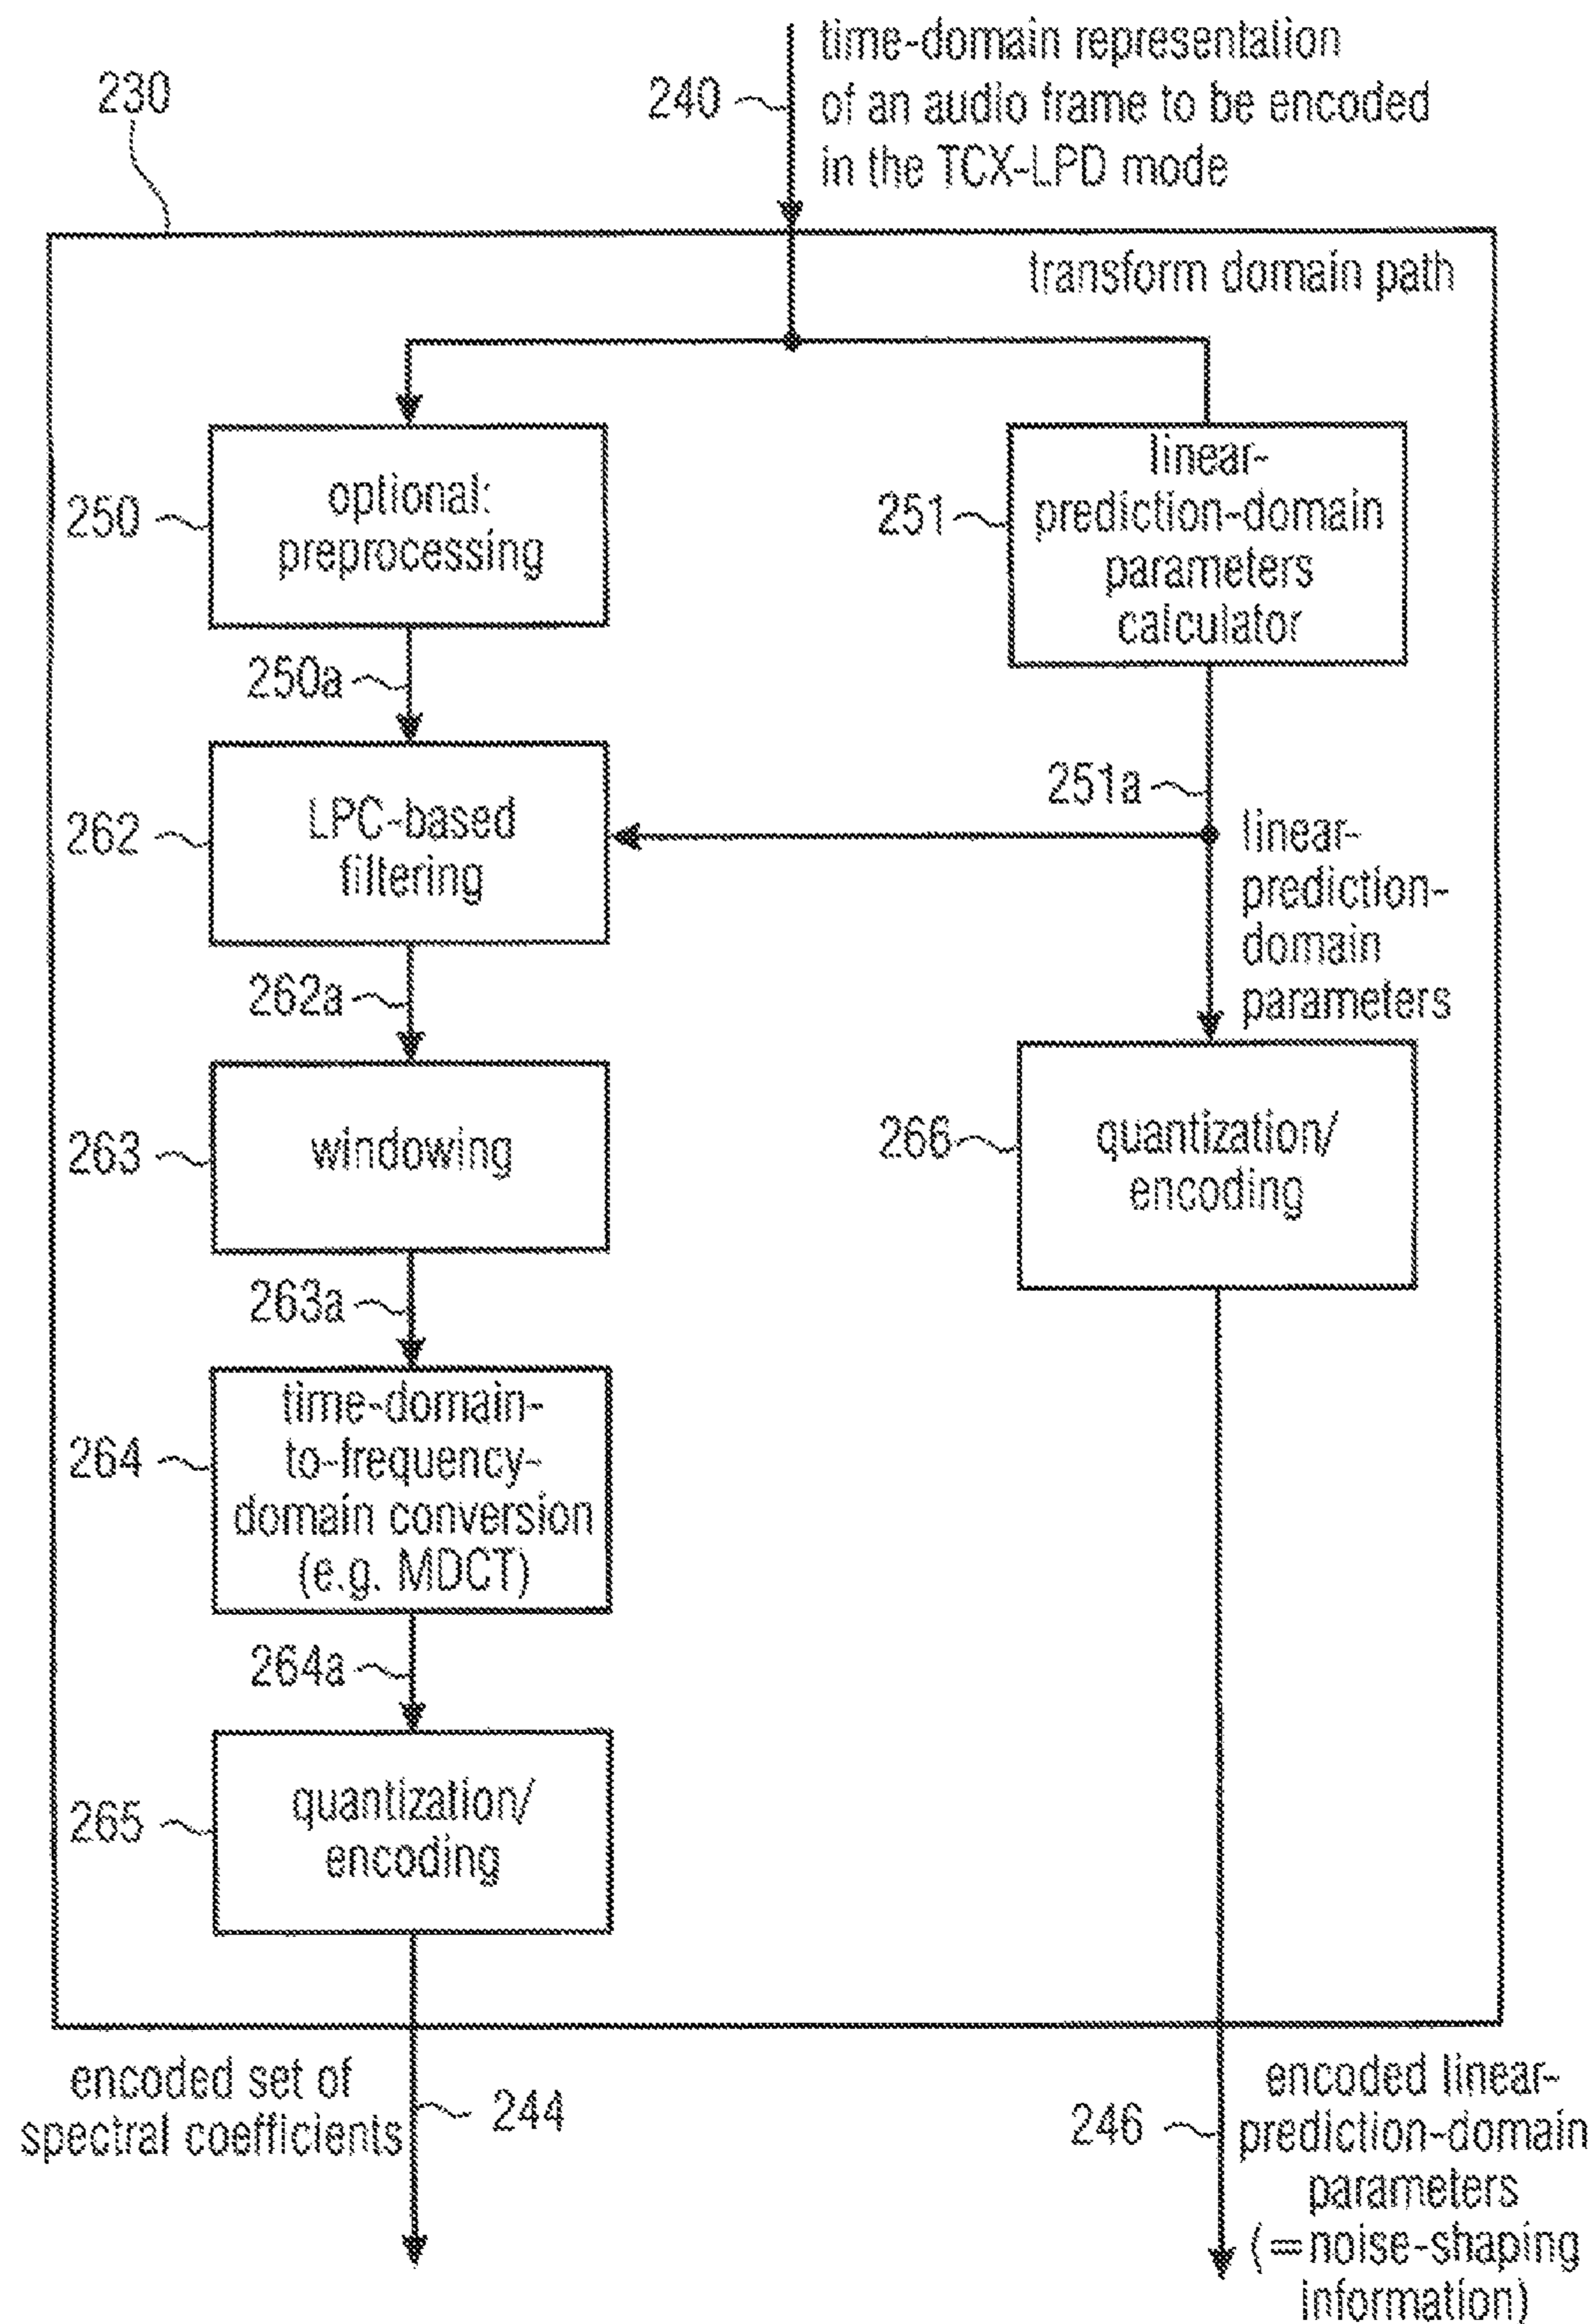 240
time-domain representation
of an audio frame to be encoded
in the TCX-LPD mode
230
transform domain path
250
optional:
preprocessing
251
linear-
prediction-domain
parameters
calculator
250a
251a
262
LPC-based
filtering
linear-
prediction-
domain
parameters
262a
263
windowing
266
quantization/
encoding
263a
264
time-domain-
to-frequency-
domain conversion
(e.g. MDCT)
264a
265
quantization/
encoding
encoded set of
spectral coefficients
244
246
encoded linear-
prediction-domain
parameters
(=noise-shaping
information)